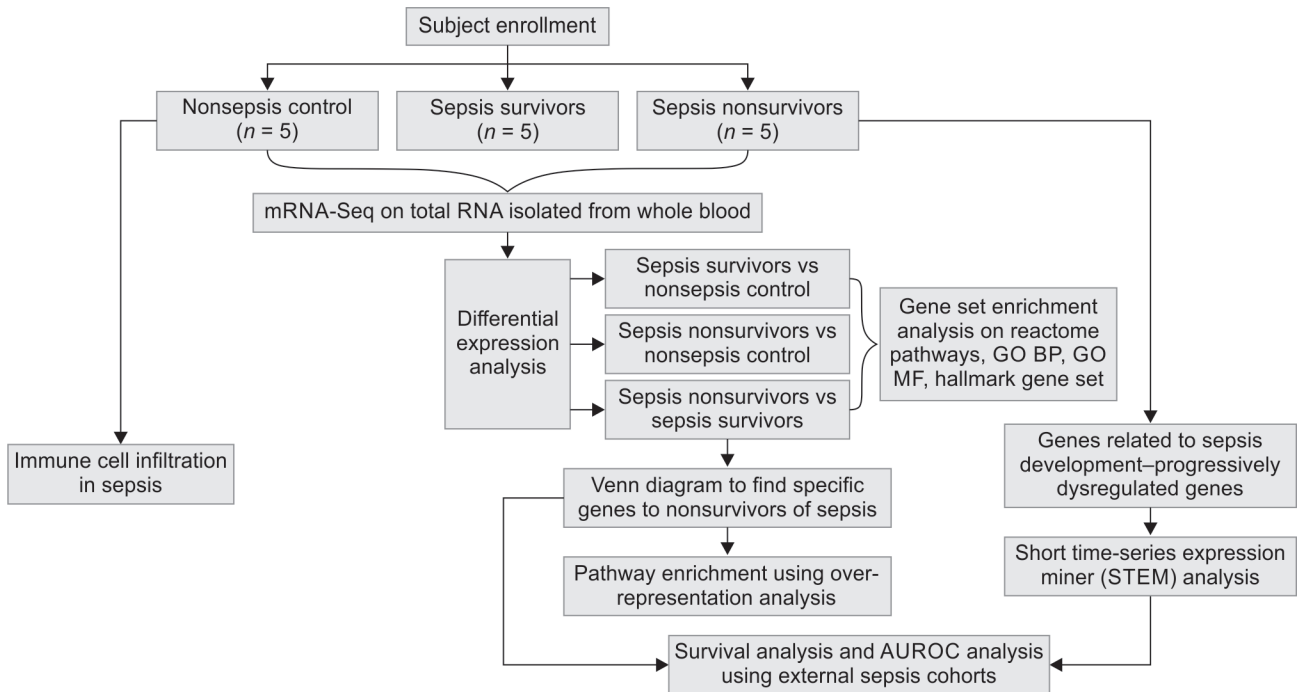 Subject enrollment
Nonsepsis control
(n = 5)
Sepsis survivors
(n = 5)
Sepsis nonsurvivors
(n = 5)
mRNA-Seq on total RNA isolated from whole blood
Differential
expression
analysis
Sepsis survivors vs
nonsepsis control
Sepsis nonsurvivors vs
nonsepsis control
Sepsis nonsurvivors vs
sepsis survivors
Gene set enrichment
analysis on reactome
pathways, GO BP, GO
MF, hallmark gene set
Immune cell infiltration
in sepsis
Venn diagram to find specific
genes to nonsurvivors of sepsis
Pathway enrichment using over-
representation analysis
Genes related to sepsis
development–progressively
dysregulated genes
Short time-series expression
miner (STEM) analysis
Survival analysis and AUROC analysis
using external sepsis cohorts